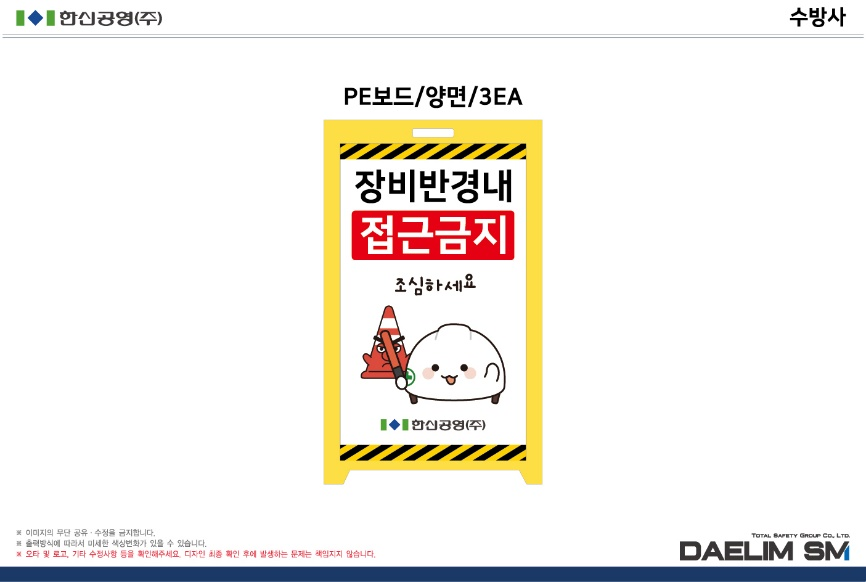 한신공영(주)
수방사
PE보드/양면/3EA
장비반경내
접근금지
조심하세요
한신공영(주)
※ 이미지의 무단 공유 · 수정을 금지합니다.
※ 출력방식에 따라서 미세한 색상변화가 있을 수 있습니다.
※ 오타 및 로고, 기타 수정사항 등을 확인해주세요. 디자인 최종 확인 후에 발생하는 문제는 책임지지 않습니다.
TOTAL SAFETY GROUP CO., LTD.
DAELIM SM